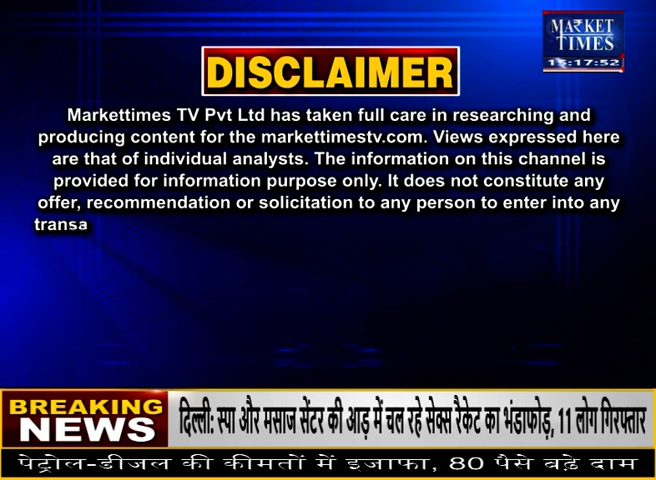 MARKET
TIMES
15:17:52
DISCLAIMER
Markettimes TV Pvt Ltd has taken full care in researching and
producing content for the markettimestv.com. Views expressed here
are that of individual analysts. The information on this channel is
provided for information purpose only. It does not constitute any
offer, recommendation or solicitation to any person to enter into any
transa
BREAKING
NEWS
दिल्ली: स्पा और मसाज सेंटर की आड़ में चल रहे सेक्स रैकेट का भंडाफोड़, 11 लोग गिरफ्तार
पेट्रोल-डीजल की कीमतों में इजाफा, 80 पैसे बढ़े दाम